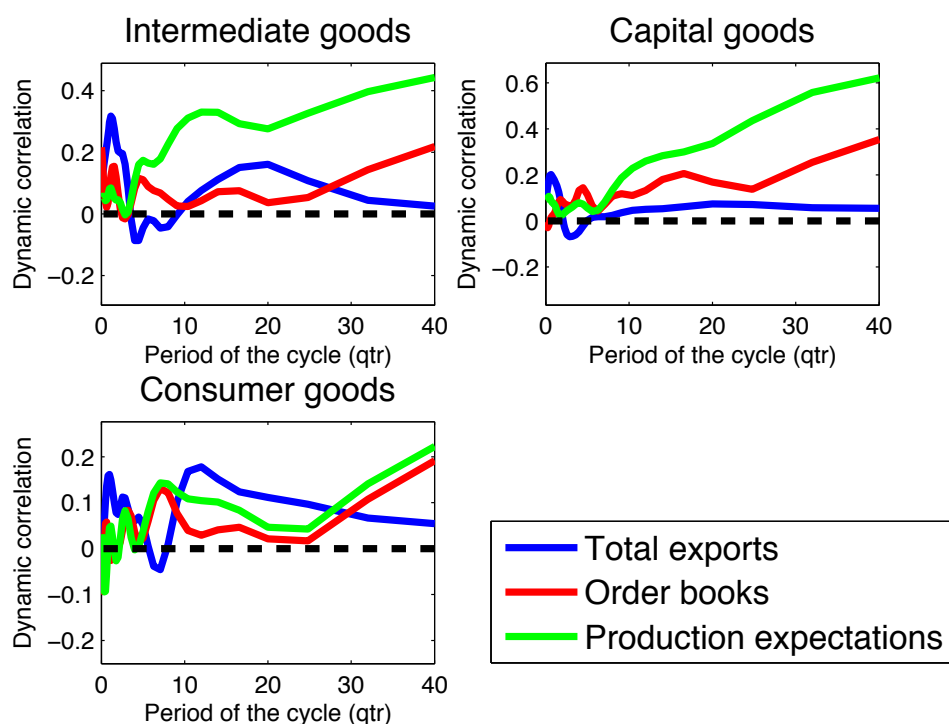 Intermediate goods
Dynamic correlation
0.4
0.2
0
−0.2
0 10 20 30 40
Period of the cycle (qtr)
Capital goods
Dynamic correlation
0.6
0.4
0.2
0
−0.2
0 10 20 30 40
Period of the cycle (qtr)
Consumer goods
Dynamic correlation
0.2
0.1
0
−0.1
−0.2
0 10 20 30 40
Period of the cycle (qtr)
Total exports
Order books
Production expectations